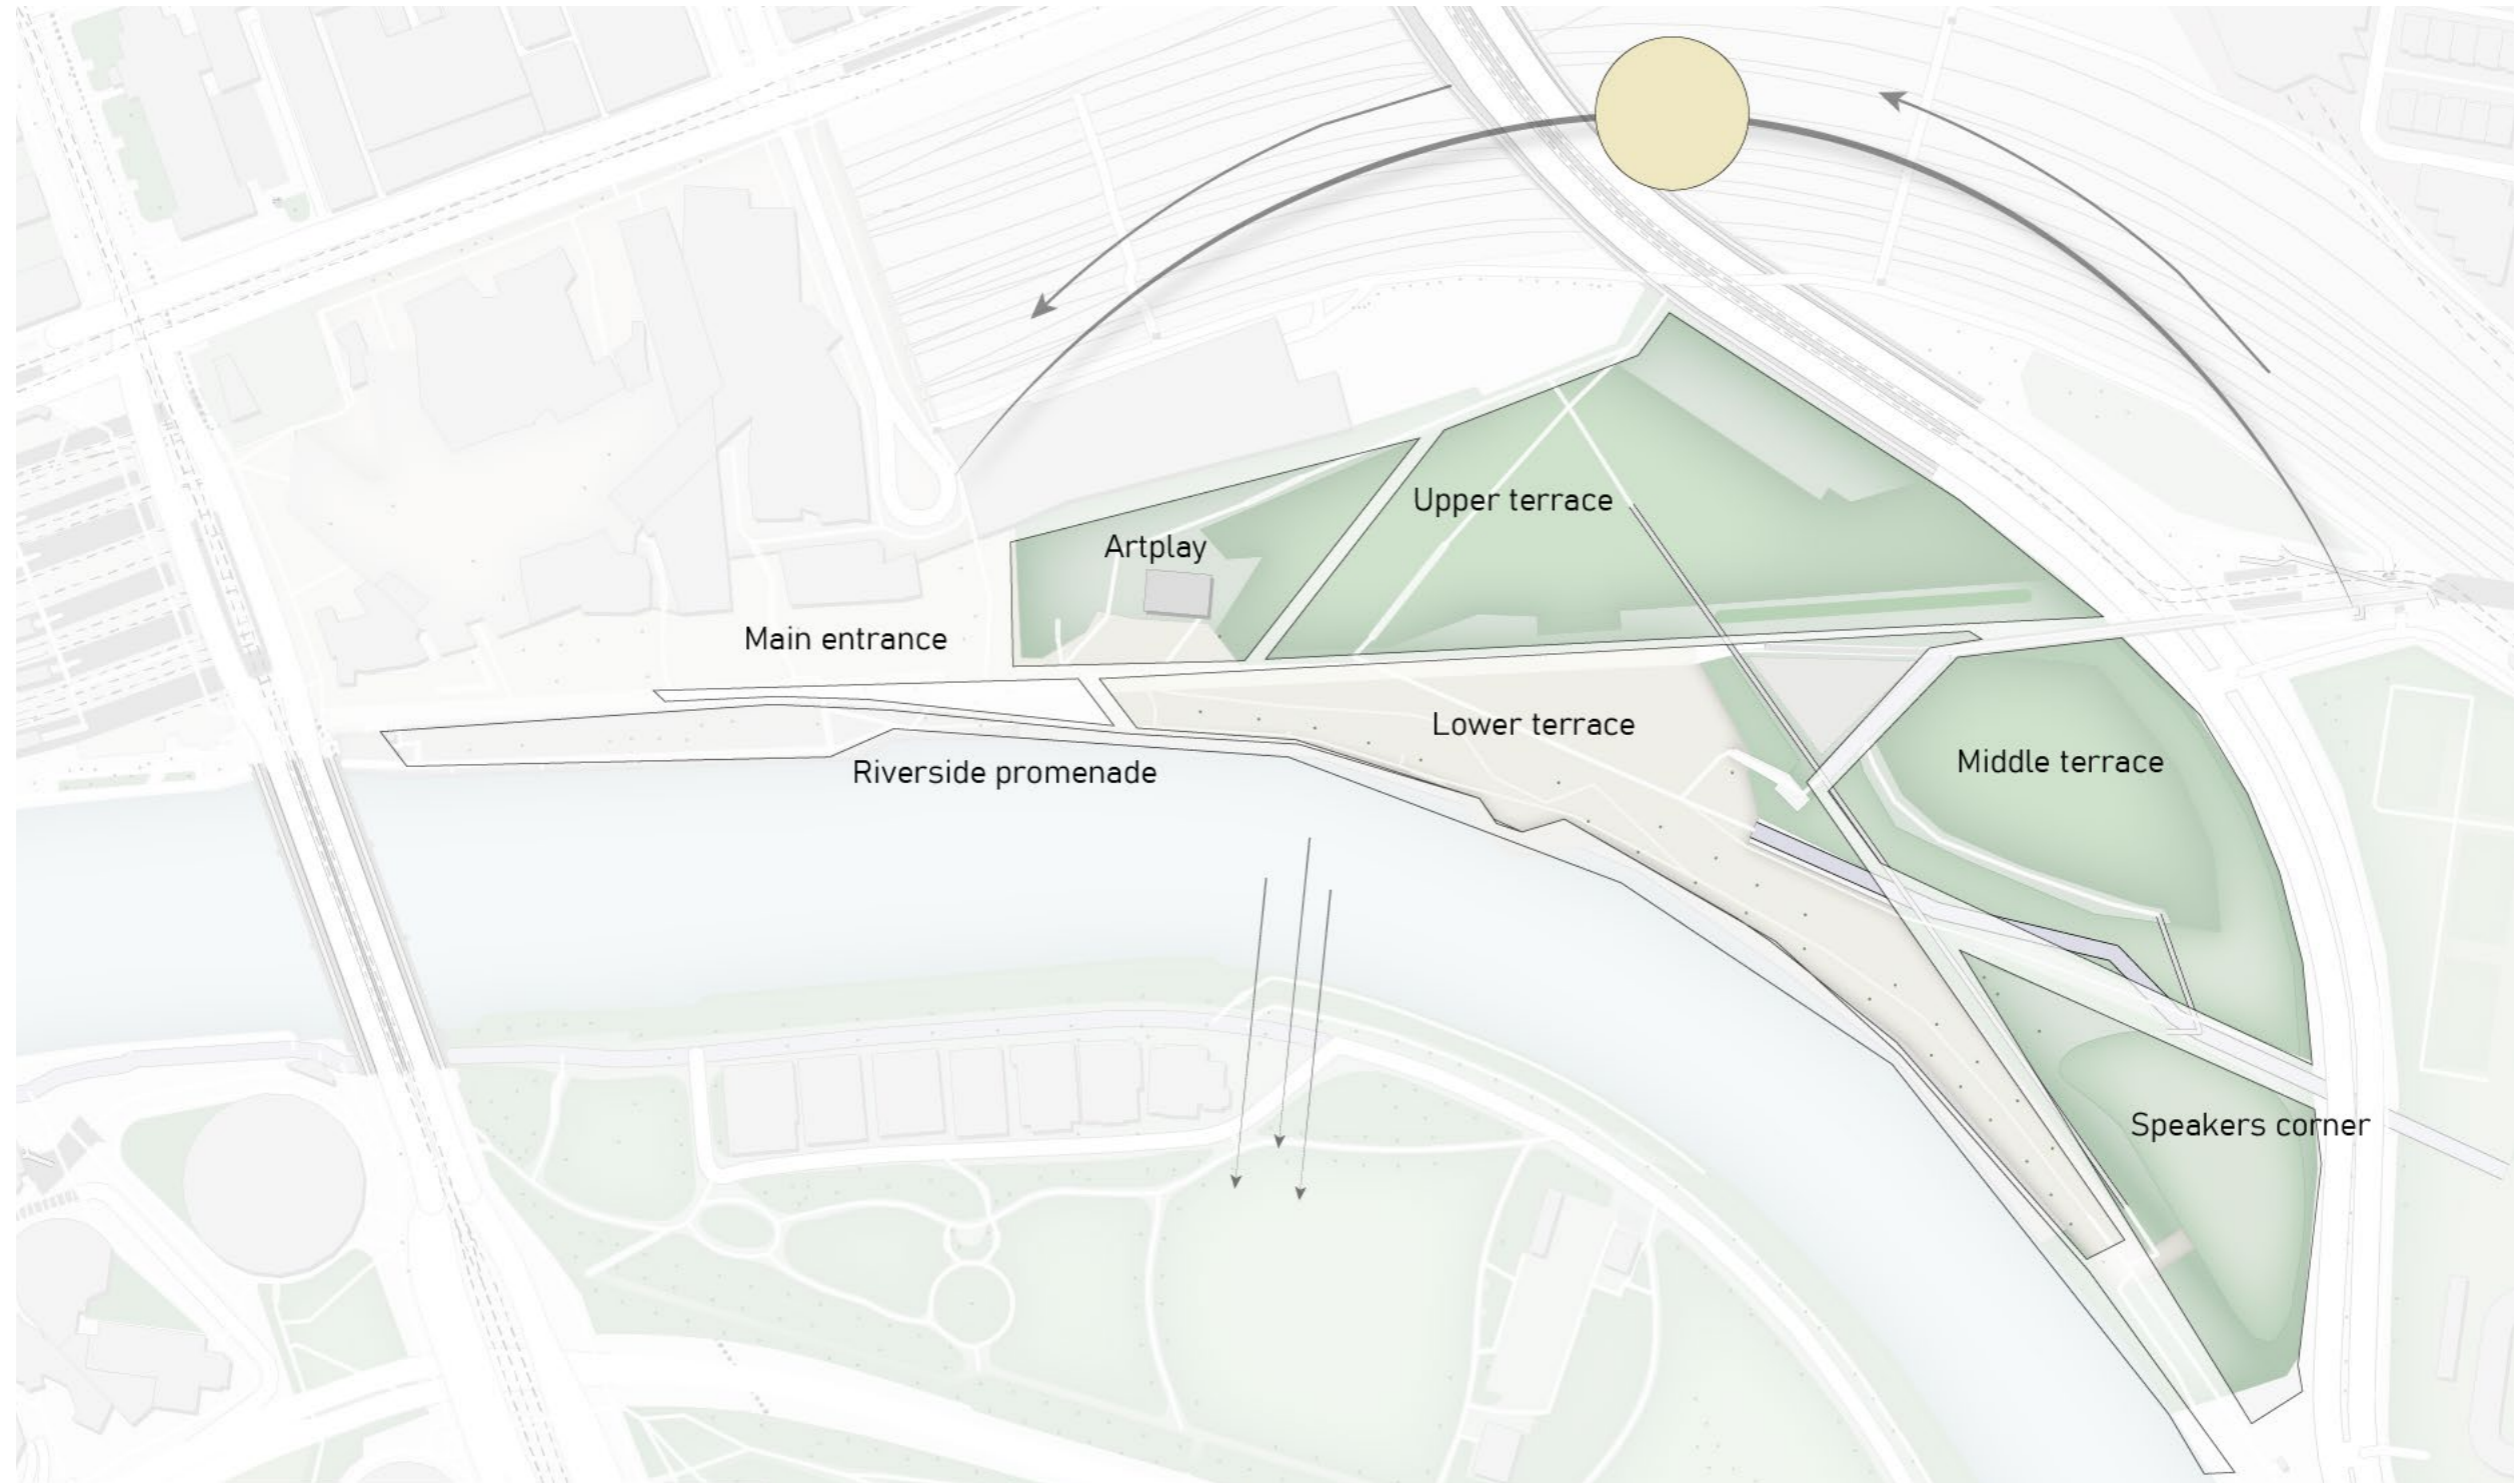 Upper terrace
Artplay
Main entrance
Lower terrace
Middle terrace
Riverside promenade
Speakers corner